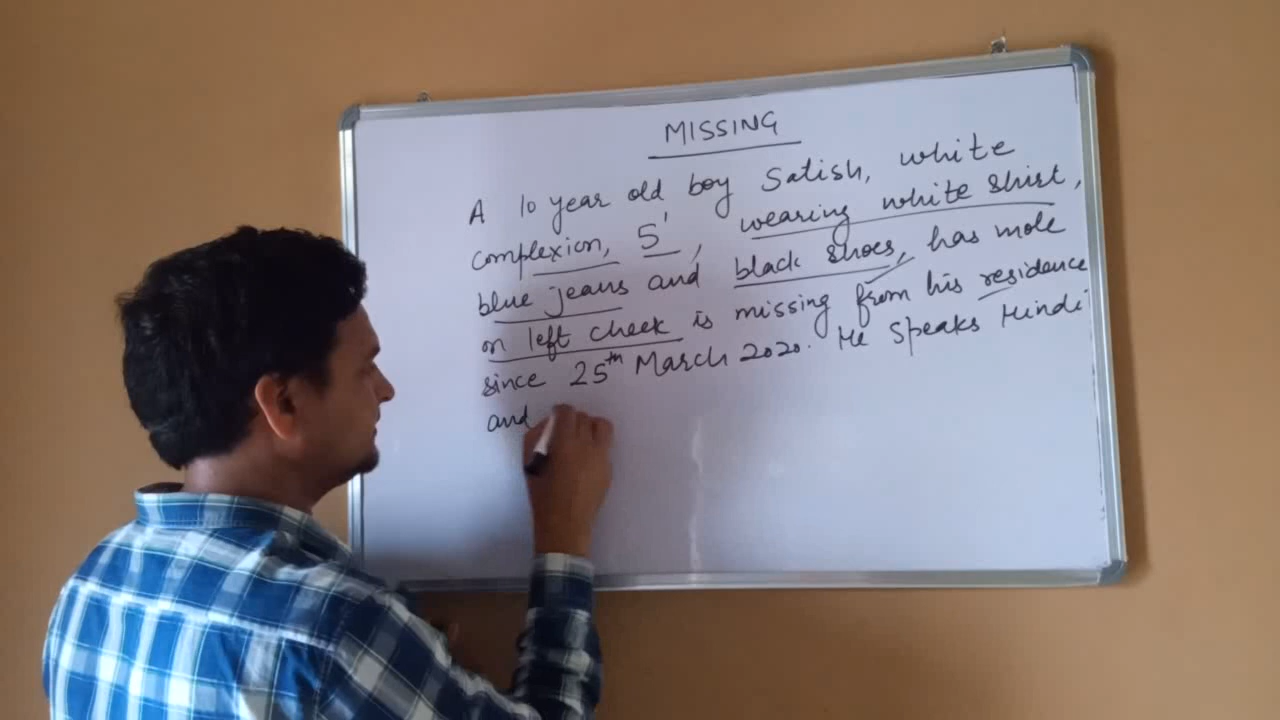 MISSING
A 10 year old boy Satish, white
complexion, 5', wearing white shirt,
blue jeans and black shoes, has mole
on left cheek is missing from his residence
since 25th March 2020. He speaks Hindi
and